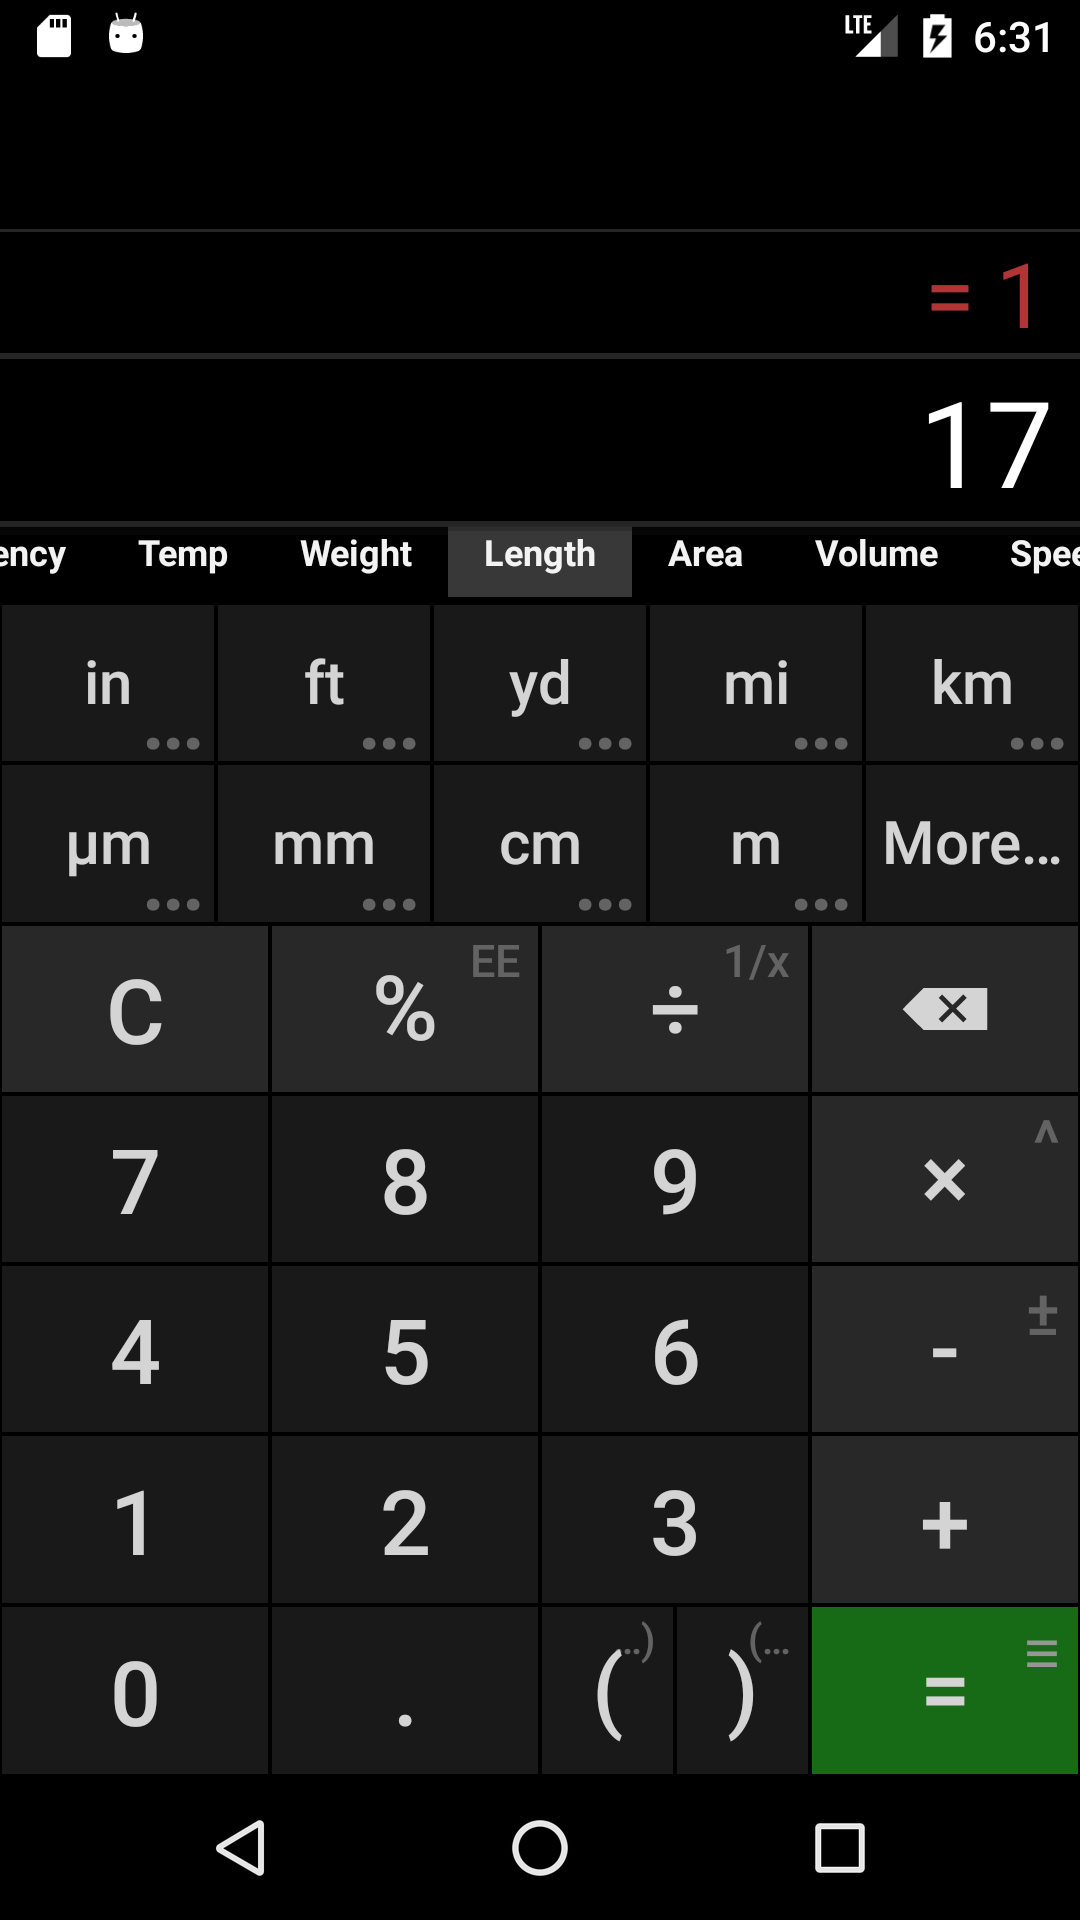 LTE 6:31
= 1
17
ency Temp Weight Length Area Volume Spee
in ft yd mi km
... ... ... ... ...
µm mm cm m More...
... ... ... ...
C % EE ÷ 1/x
7 8 9 × ^
4 5 6 - ±
1 2 3 +
0 . ( ..) ) (... =